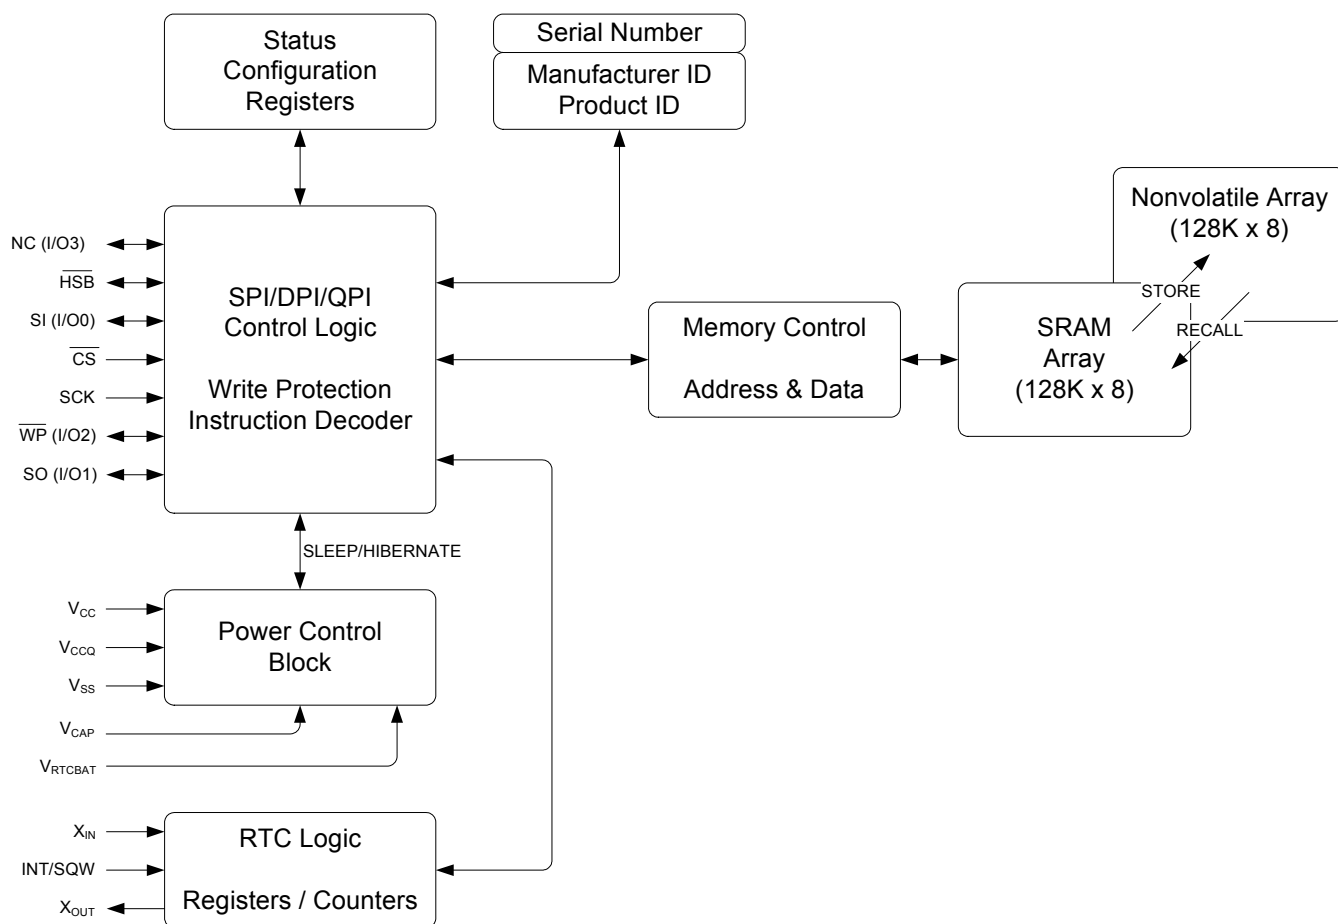 Status
Configuration
Registers
Serial Number
Manufacturer ID
Product ID
NC (I/O3)
H̅S̅B̅
SI (I/O0)
C̅S̅
SCK
W̅P̅ (I/O2)
SO (I/O1)
SPI/DPI/QPI
Control Logic
Write Protection
Instruction Decoder
Memory Control
Address & Data
Nonvolatile Array
(128K x 8)
STORE
RECALL
SRAM
Array
(128K x 8)
SLEEP/HIBERNATE
VCC
VCCQ
VSS
VCAP
VRTCBAT
Power Control
Block
XIN
INT/SQW
XOUT
RTC Logic
Registers / Counters